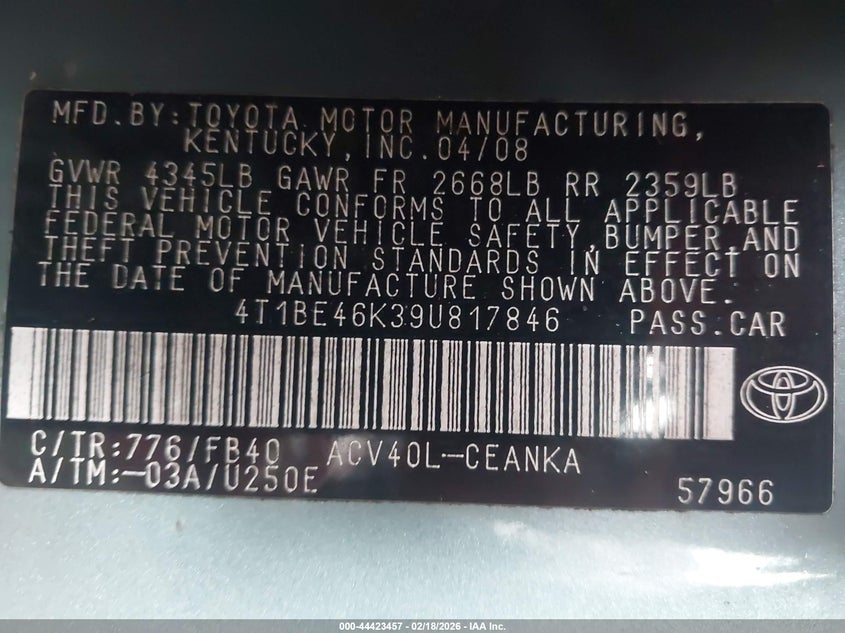 MFD.BY:TOYOTA MOTOR MANUFACTURING,
KENTUCKY,INC.04/08
GVWR 4345LB GAWR FR 2668LB RR 2359LB
THIS VEHICLE CONFORMS TO ALL APPLICABLE
FEDERAL MOTOR VEHICLE SAFETY,BUMPER,AND
THEFT PREVENTION STANDARDS IN EFFECT ON
THE DATE OF MANUFACTURE SHOWN ABOVE.
4T1BE46K39U817846 PASS.CAR
C/TR:776/FB40 ACV40L-CEANKA
A/TM:-03A/U250E
57966
000-44423457 - 02/18/2026 - IAA Inc.